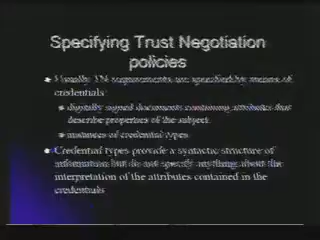 Specifying Trust Negotiation
policies
Usually TN requirements are specified by means of
credentials:
digitally signed documents containing attributes that
describe properties of the subject.
instances of credential types
Credential types provide a syntactic structure of
information but do not specify anything about the
interpretation of the attributes contained in the
credentials